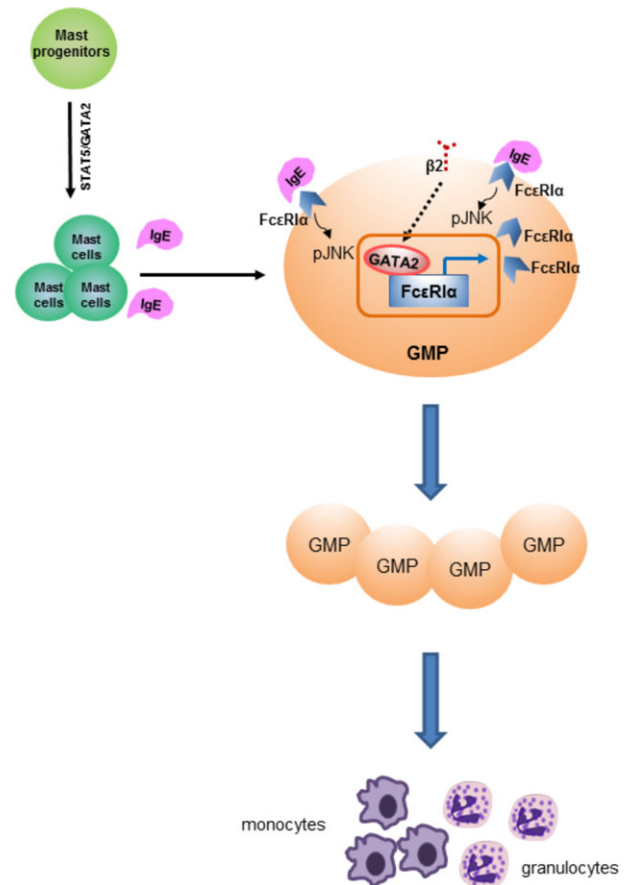 Mast
progenitors
STAT5/GATA2
Mast
cells
Mast
cells
Mast
cells
IgE
IgE
IgE
FcεRIα
pJNK
β2
IgE
FcεRIα
pJNK
FcεRIα
FcεRIα
GATA2
FcεRIα
GMP
GMP
GMP
GMP
GMP
monocytes
granulocytes